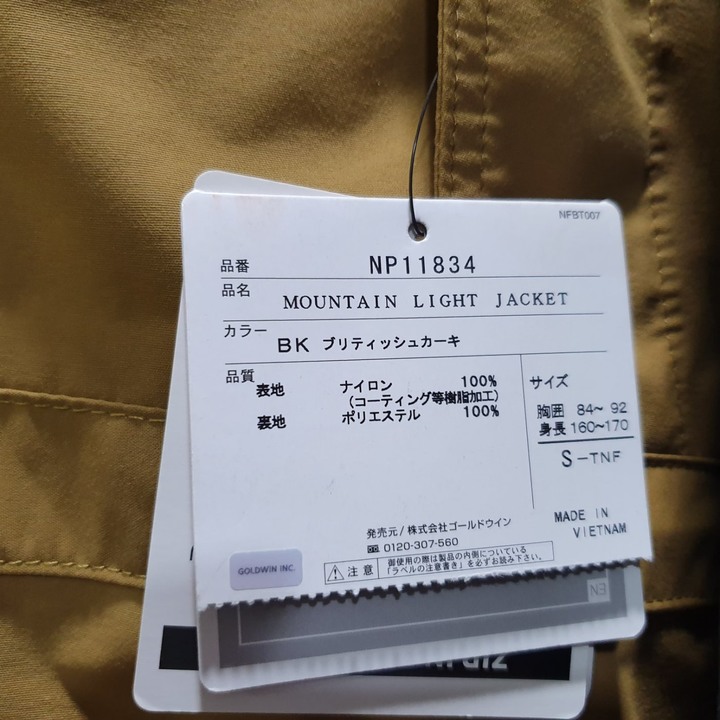 NFBT007
品番 NP11834
品名 MOUNTAIN LIGHT JACKET
カラー BK ブリティッシュカーキ
品質
表地 ナイロン 100%
(コーティング等樹脂加工)
裏地 ポリエステル 100%
サイズ
胸囲 84~ 92
身長 160~170
S-TNF
MADE IN
VIETNAM
発売元/株式会社ゴールドウイン
0120-307-560
GOLDWIN INC.
注意
御使用の際は製品の内側についている
「ラベルの注意書き」を必ずお読み下さい。
EN